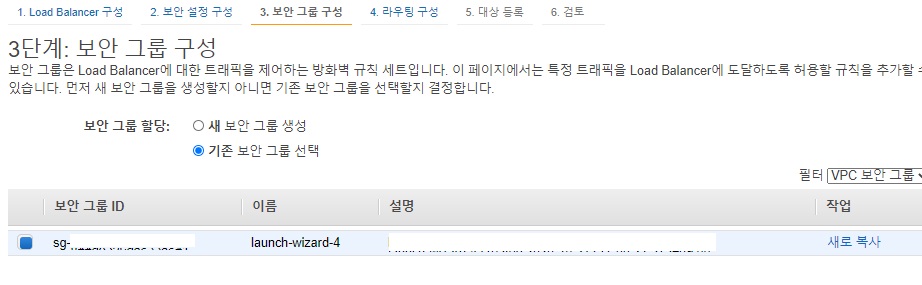 1. Load Balancer 구성 2. 보안 설정 구성 3. 보안 그룹 구성 4. 라우팅 구성 5. 대상 등록 6. 검토
3단계: 보안 그룹 구성
보안 그룹은 Load Balancer에 대한 트래픽을 제어하는 방화벽 규칙 세트입니다. 이 페이지에서는 특정 트래픽을 Load Balancer에 도달하도록 허용할 규칙을 추가할 수
있습니다. 먼저 새 보안 그룹을 생성할지 아니면 기존 보안 그룹을 선택할지 결정합니다.
보안 그룹 할당: 새 보안 그룹 생성
기존 보안 그룹 선택
필터 VPC 보안 그룹
보안 그룹 ID 이름 설명 작업
sg- launch-wizard-4 새로 복사